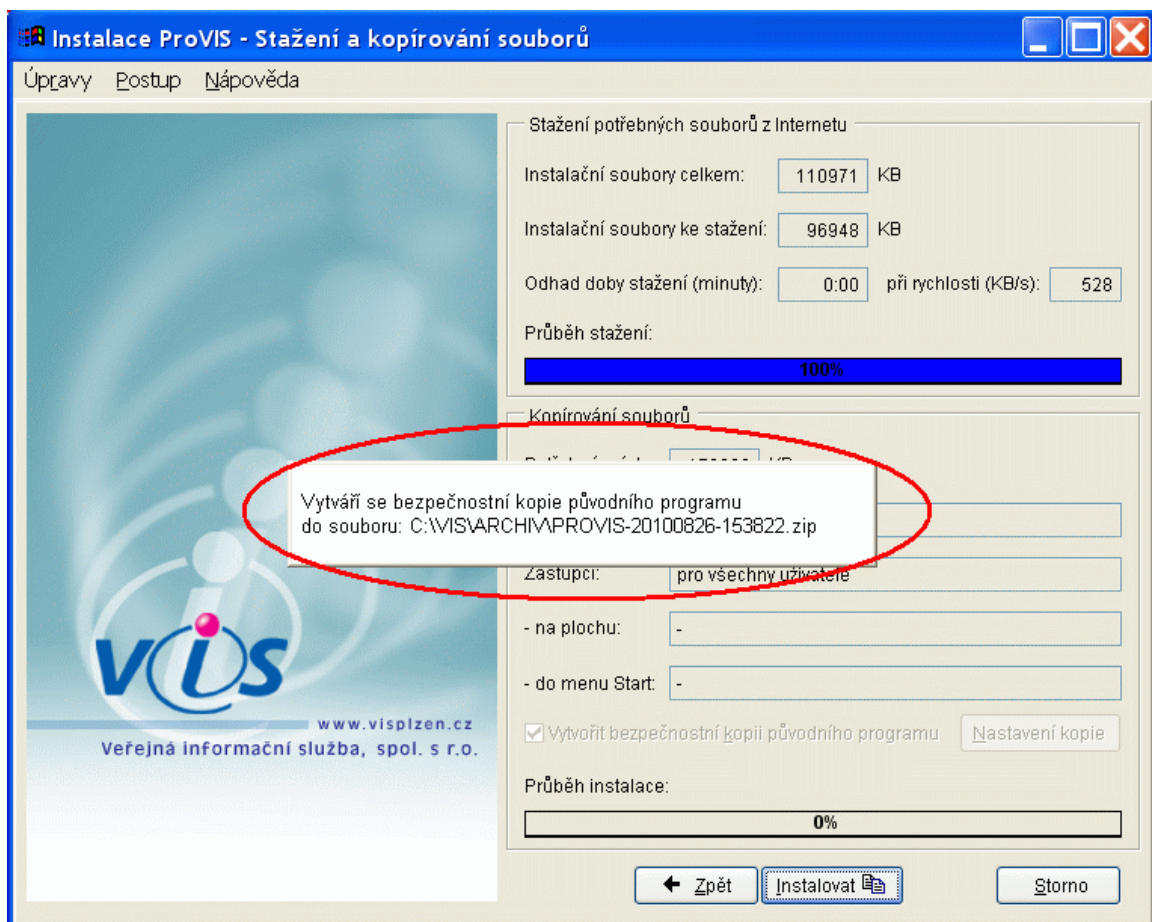 Instalace ProVIS - Stažení a kopírování souborů
Úpravy Postup Nápověda
Stažení potřebných souborů z Internetu
Instalační soubory celkem: 110971 KB
Instalační soubory ke stažení: 96948 KB
Odhad doby stažení (minuty): 0:00 při rychlosti (KB/s): 528
Průběh stažení:
100%
Kopírování souborů
Vytváří se bezpečnostní kopie původního programu
do souboru: C:\VIS\ARCHIV\PROVIS-20100826-153822.zip
Zástupci: pro všechny uživatele
- na plochu: -
- do menu Start: -
Vytvořit bezpečnostní kopii původního programu Nastavení kopie
Průběh instalace:
0%
Zpět Instalovat Storno
vis
www.visplzen.cz
Veřejná informační služba, spol. s r.o.